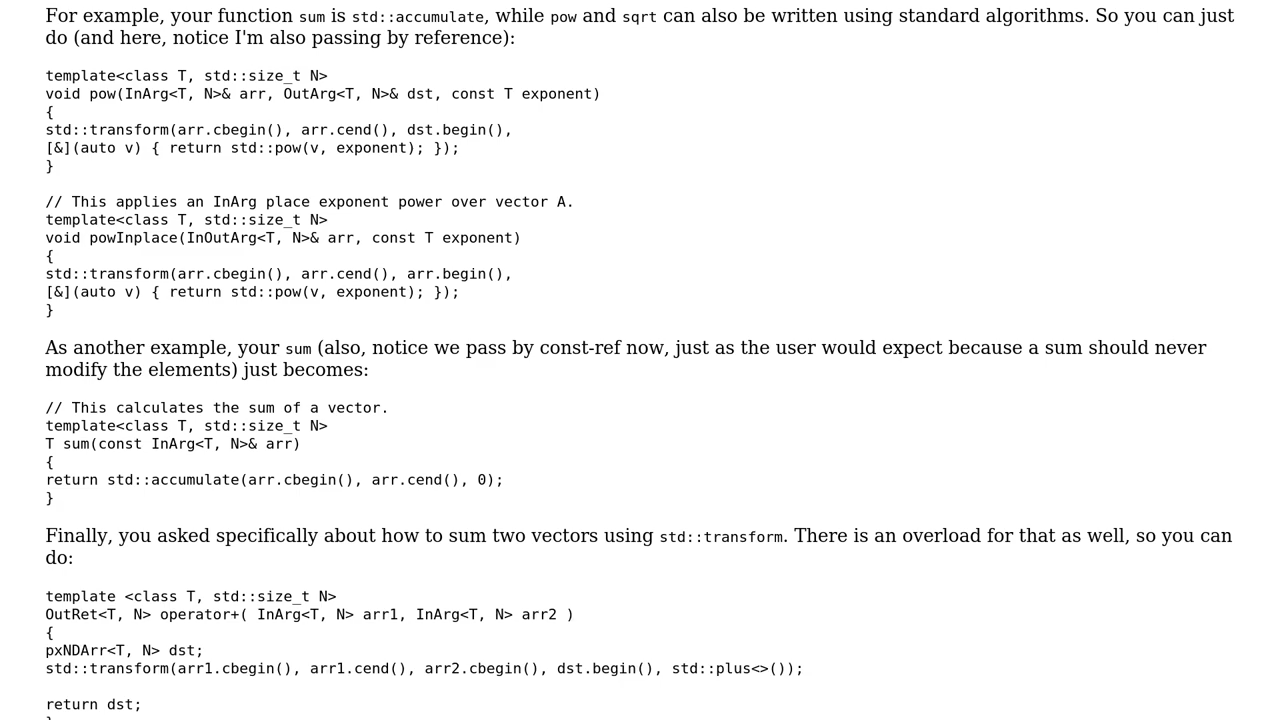 For example, your function sum is std::accumulate, while pow and sqrt can also be written using standard algorithms. So you can just
do (and here, notice I'm also passing by reference):
template<class T, std::size_t N>
void pow(InArg<T, N>& arr, OutArg<T, N>& dst, const T exponent)
{
std::transform(arr.cbegin(), arr.cend(), dst.begin(),
[&](auto v) { return std::pow(v, exponent); });
}
// This applies an InArg place exponent power over vector A.
template<class T, std::size_t N>
void powInplace(InOutArg<T, N>& arr, const T exponent)
{
std::transform(arr.cbegin(), arr.cend(), arr.begin(),
[&](auto v) { return std::pow(v, exponent); });
}
As another example, your sum (also, notice we pass by const-ref now, just as the user would expect because a sum should never
modify the elements) just becomes:
// This calculates the sum of a vector.
template<class T, std::size_t N>
T sum(const InArg<T, N>& arr)
{
return std::accumulate(arr.cbegin(), arr.cend(), 0);
}
Finally, you asked specifically about how to sum two vectors using std::transform. There is an overload for that as well, so you can
do:
template <class T, std::size_t N>
OutRet<T, N> operator+( InArg<T, N> arr1, InArg<T, N> arr2 )
{
pxNDArr<T, N> dst;
std::transform(arr1.cbegin(), arr1.cend(), arr2.cbegin(), dst.begin(), std::plus<>());
return dst;
}